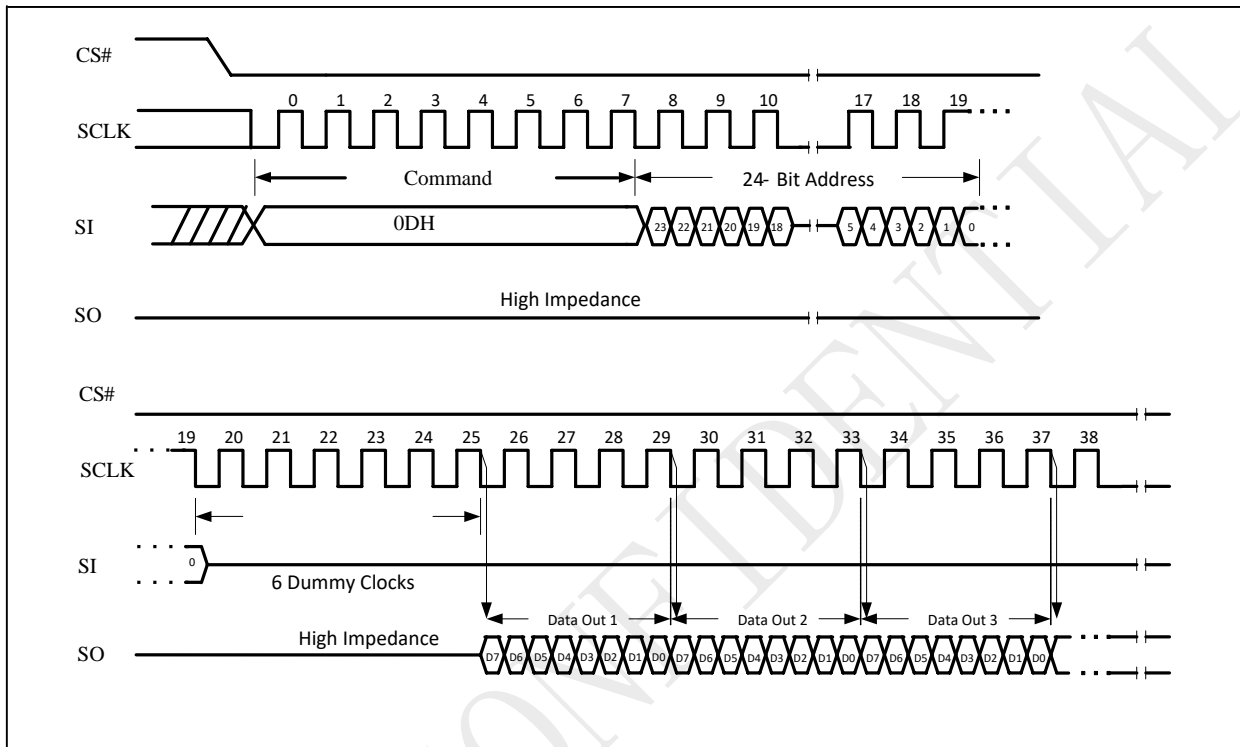 CS#
0 1 2 3 4 5 6 7 8 9 10 17 18 19
SCLK
Command 24- Bit Address
SI 0DH 23 22 21 20 19 18 5 4 3 2 1 0
High Impedance
SO
CS#
19 20 21 22 23 24 25 26 27 28 29 30 31 32 33 34 35 36 37 38
SCLK
SI 0
6 Dummy Clocks
Data Out 1 Data Out 2 Data Out 3
High Impedance
SO D7 D6 D5 D4 D3 D2 D1 D0 D7 D6 D5 D4 D3 D2 D1 D0 D7 D6 D5 D4 D3 D2 D1 D0
CONFIDENTIAL